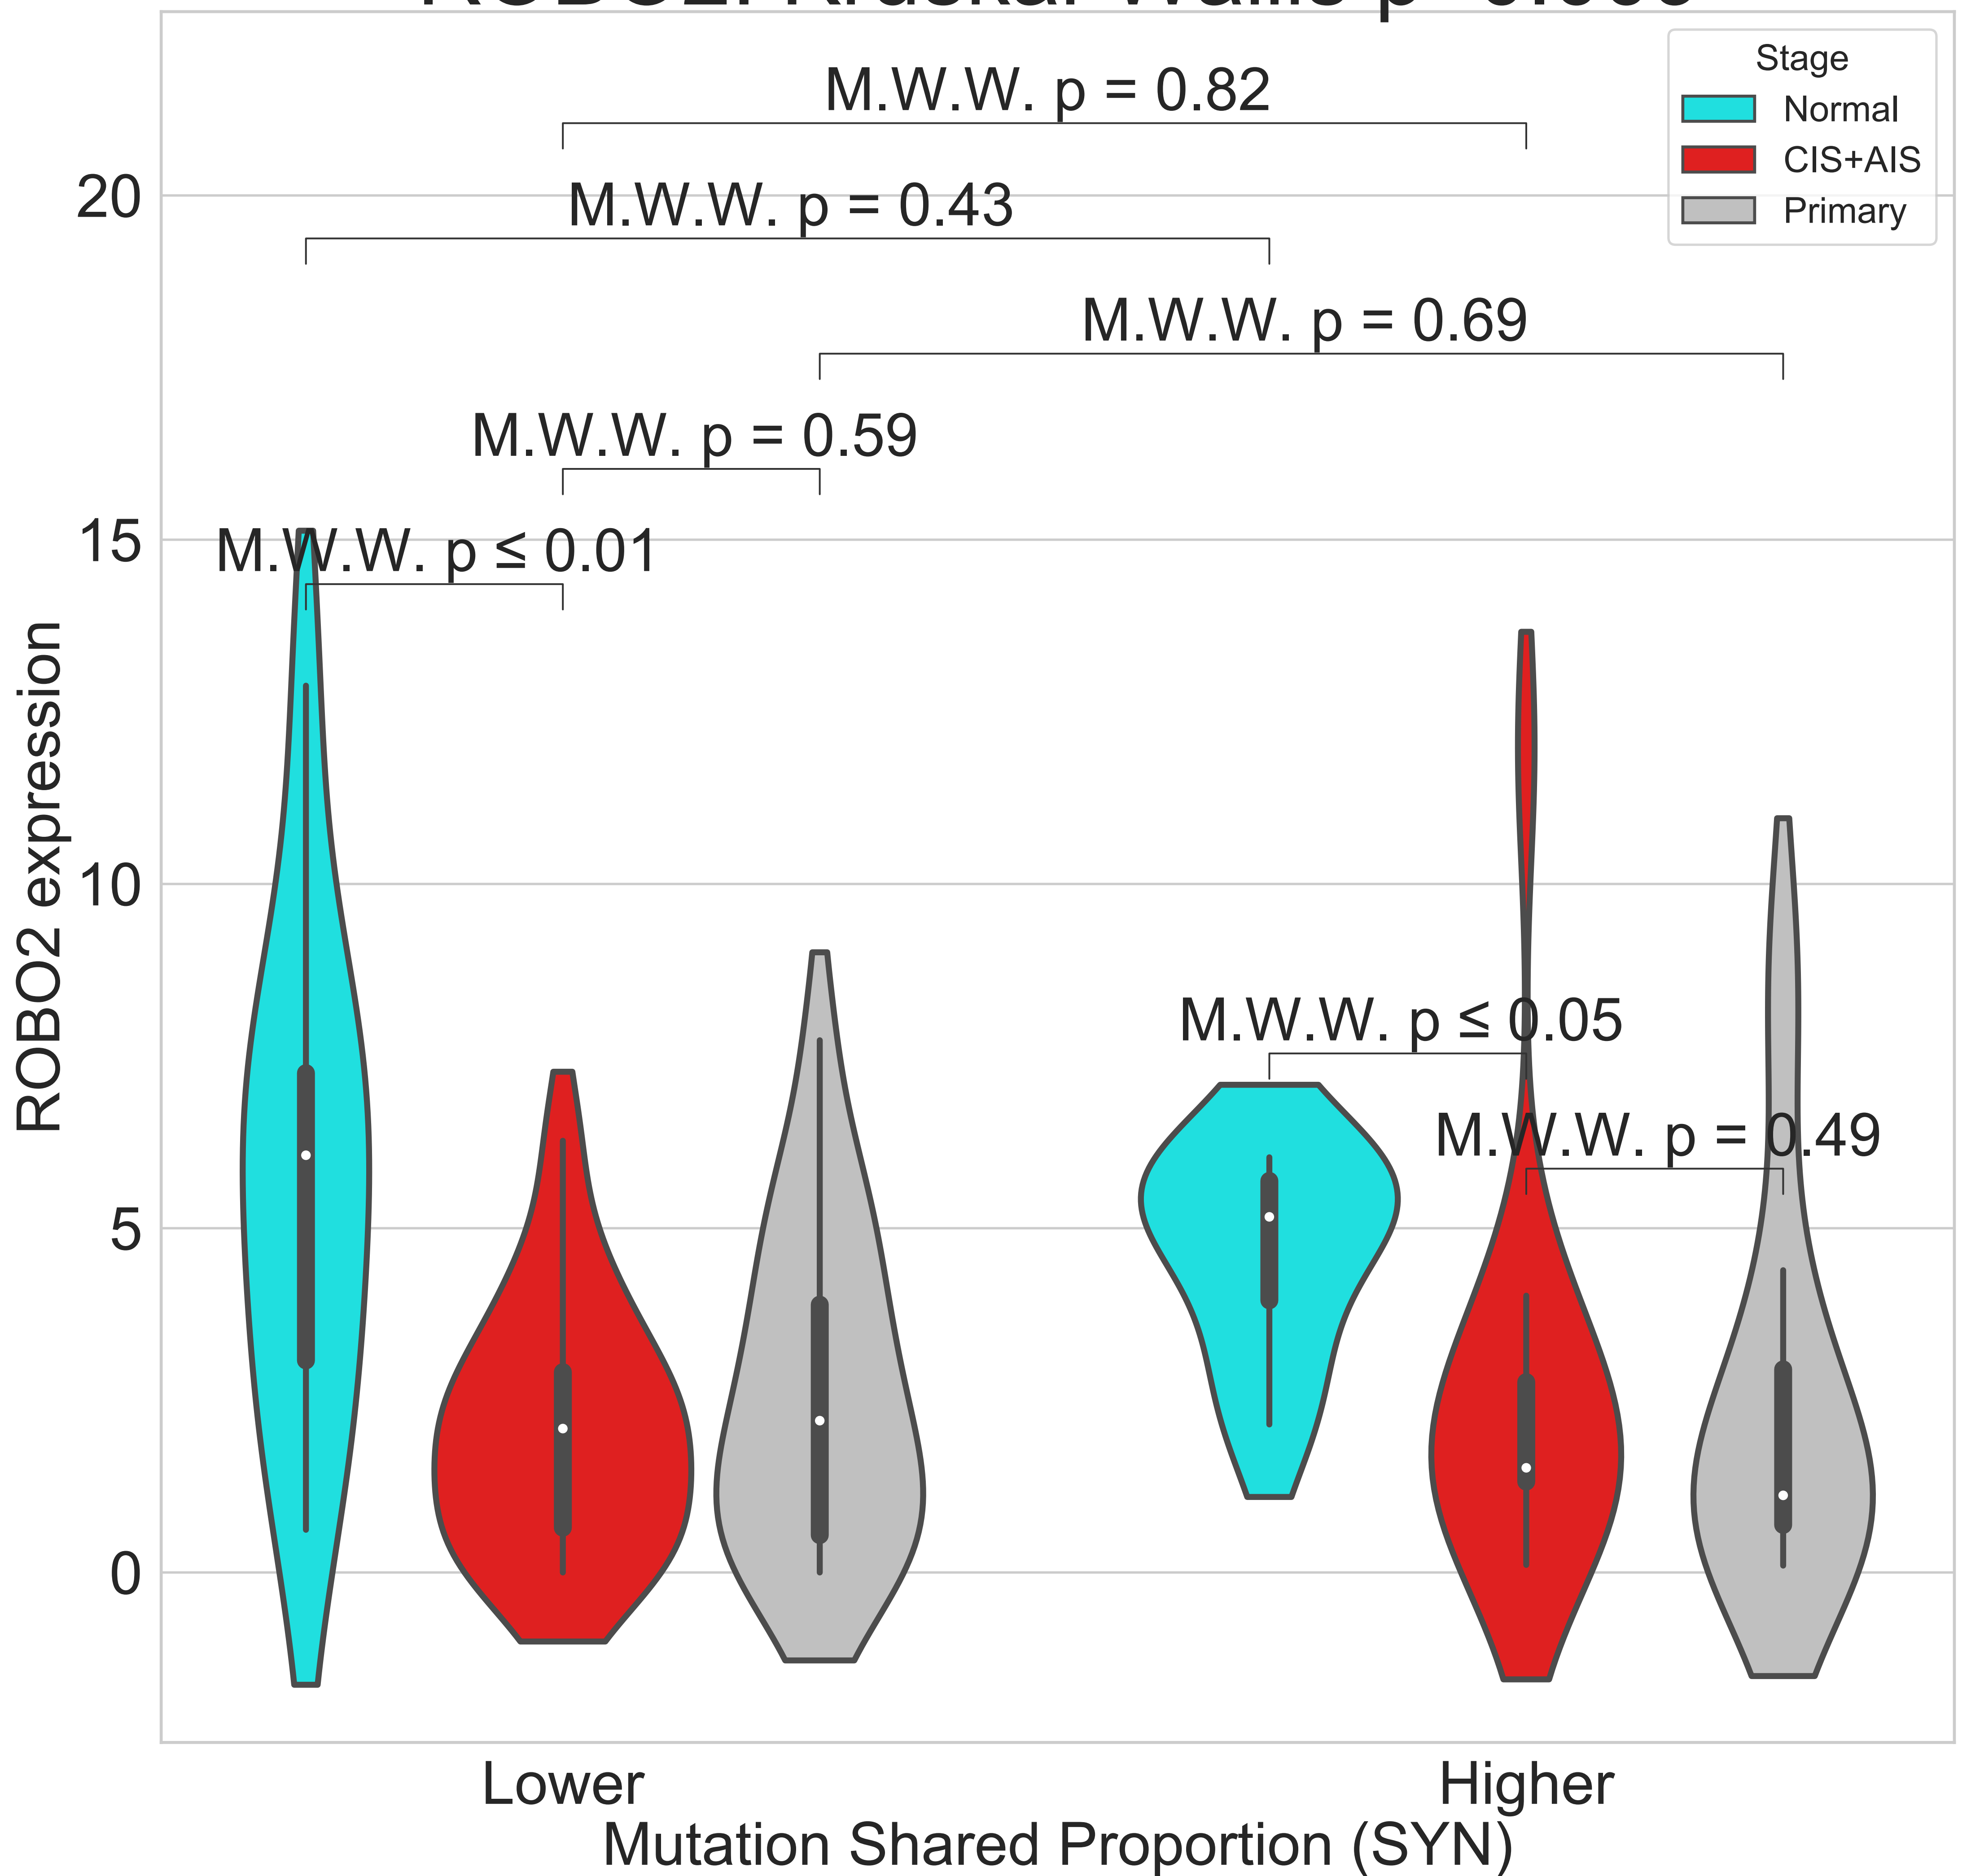 Stage
Normal
CIS+AIS
Primary
M.W.W. p = 0.82
M.W.W. p = 0.43
M.W.W. p = 0.69
M.W.W. p = 0.59
M.W.W. p ≤ 0.01
M.W.W. p ≤ 0.05
M.W.W. p = 0.49
20
15
10
5
0
ROBO2 expression
Lower
Higher
Mutation Shared Proportion (SYN)